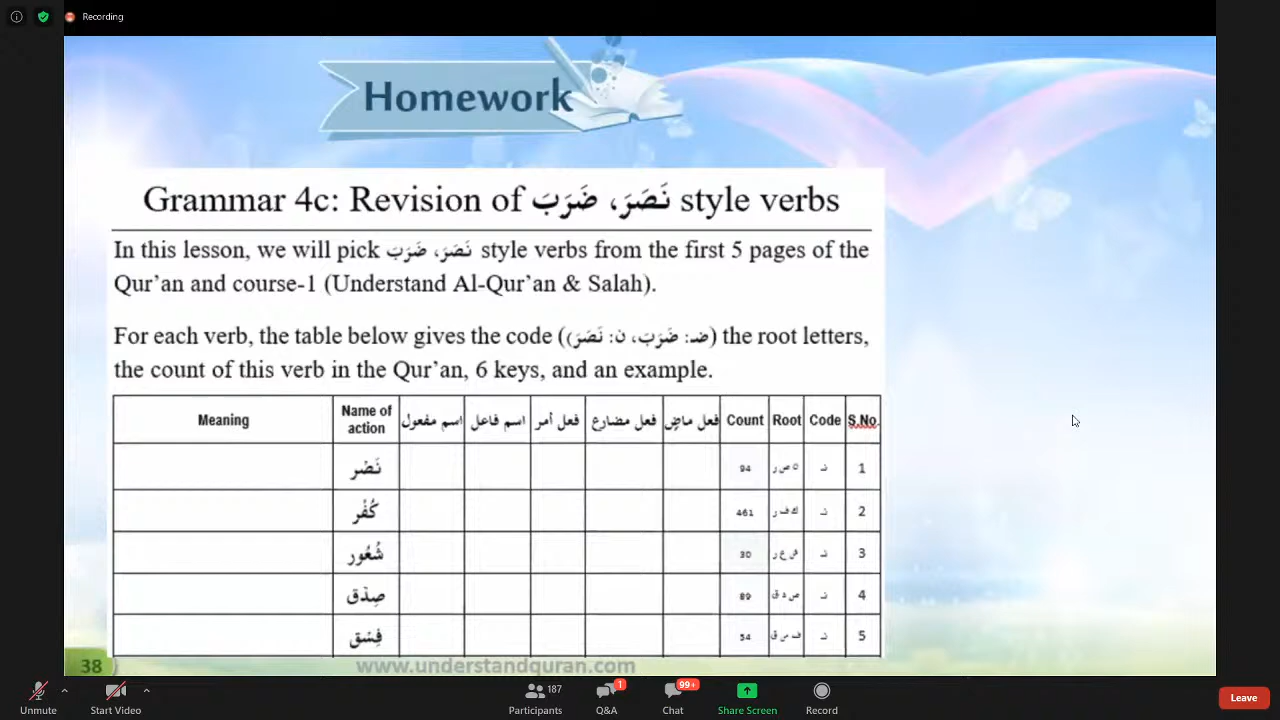 Recording
Homework
Grammar 4c: Revision of نَصَرَ، ضَرَبَ style verbs
In this lesson, we will pick نَصَرَ، ضَرَبَ style verbs from the first 5 pages of the
Qur'an and course-1 (Understand Al-Qur'an & Salah).
For each verb, the table below gives the code ((ضـ: ضَرَبَ، ن: نَصَرَ) the root letters,
the count of this verb in the Qur'an, 6 keys, and an example.
Meaning Name of action اسم مفعول اسم فاعل فعل أمر فعل مضارع فعل ماضٍ Count Root Code S.No.
نَصْر 94 ن ص ر نـ 1
كُفْر 461 ك ف ر نـ 2
شُعُور 30 ش ع ر نـ 3
صِدْق 89 ص د ق نـ 4
فِسْق 54 ف س ق نـ 5
38
www.understandquran.com
Unmute Start Video 187 Participants 1 Q&A 99+ Chat Share Screen Record Leave